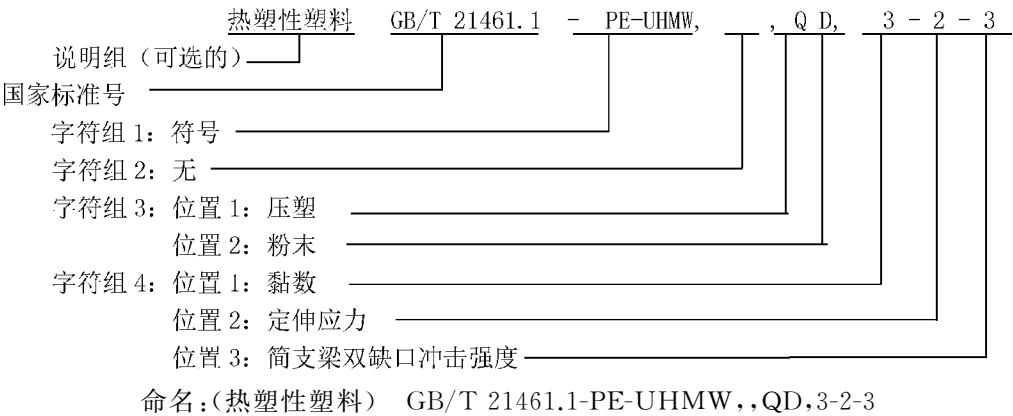 热塑性塑料 GB/T 21461.1 - PE-UHMW, , Q D, 3 - 2 - 3
说明组（可选的）
国家标准号
字符组 1：符号
字符组 2：无
字符组 3：位置 1：压塑
位置 2：粉末
字符组 4：位置 1：黏数
位置 2：定伸应力
位置 3：简支梁双缺口冲击强度
命名:(热塑性塑料) GB/T 21461.1-PE-UHMW,,QD,3-2-3